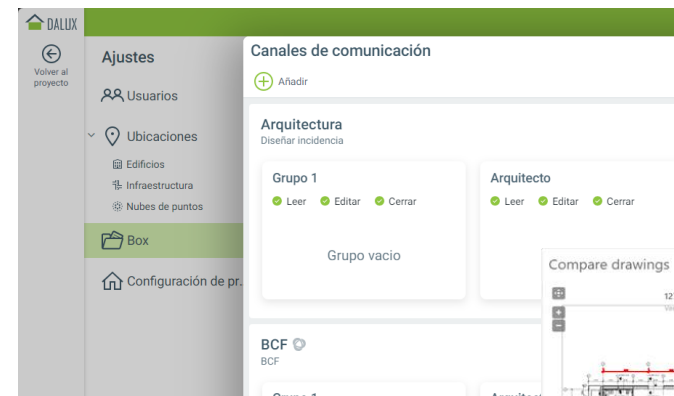 DALUX
Volver al
proyecto
Ajustes
Usuarios
Ubicaciones
Edificios
Infraestructura
Nubes de puntos
Box
Configuración de pr...
Canales de comunicación
Añadir
Arquitectura
Diseñar incidencia
Grupo 1
Leer Editar Cerrar
Grupo vacio
Arquitecto
Leer Editar Cerrar
Compare drawings
BCF
BCF